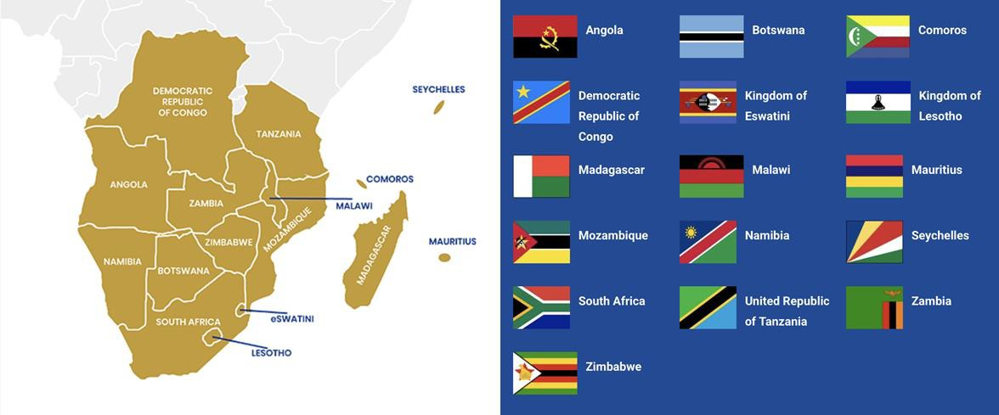 DEMOCRATIC
REPUBLIC
OF CONGO
SEYCHELLES
TANZANIA
ANGOLA
COMOROS
ZAMBIA
MALAWI
MOZAMBIQUE
ZIMBABWE
MADAGASCAR
MAURITIUS
NAMIBIA
BOTSWANA
SOUTH AFRICA
eSWATINI
LESOTHO
Angola
Botswana
Comoros
Democratic
Republic of
Congo
Kingdom of
Eswatini
Kingdom of
Lesotho
Madagascar
Malawi
Mauritius
Mozambique
Namibia
Seychelles
South Africa
United Republic
of Tanzania
Zambia
Zimbabwe